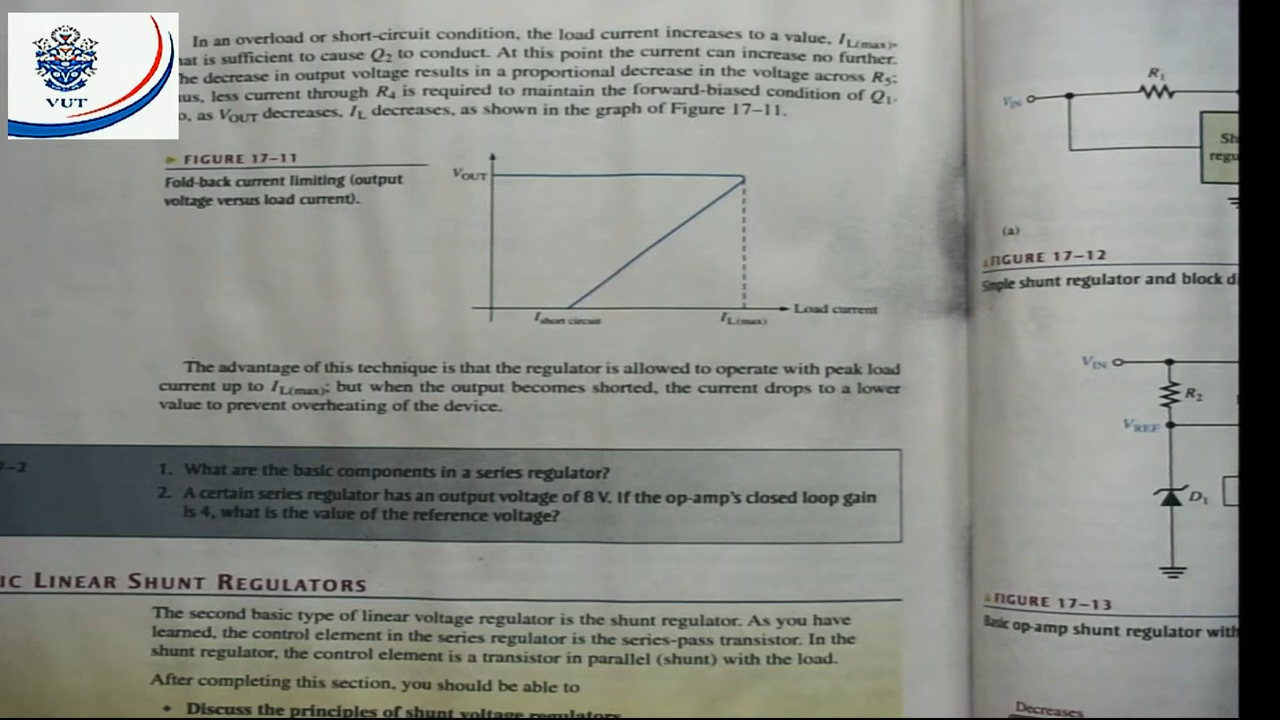 VUT
In an overload or short-circuit condition, the load current increases to a value, IL(max),
at is sufficient to cause Q2 to conduct. At this point the current can increase no further.
he decrease in output voltage results in a proportional decrease in the voltage across R5;
us, less current through R4 is required to maintain the forward-biased condition of Q1.
o, as VOUT decreases, IL decreases, as shown in the graph of Figure 17–11.
FIGURE 17–11
Fold-back current limiting (output
voltage versus load current).
VOUT
Load current
Ishort circuit
IL(max)
The advantage of this technique is that the regulator is allowed to operate with peak load
current up to IL(max); but when the output becomes shorted, the current drops to a lower
value to prevent overheating of the device.
7–2
1. What are the basic components in a series regulator?
2. A certain series regulator has an output voltage of 8 V. If the op-amp's closed loop gain
is 4, what is the value of the reference voltage?
IC LINEAR SHUNT REGULATORS
The second basic type of linear voltage regulator is the shunt regulator. As you have
learned, the control element in the series regulator is the series-pass transistor. In the
shunt regulator, the control element is a transistor in parallel (shunt) with the load.
After completing this section, you should be able to
• Discuss the principles of shunt voltage regulators
R1
VIN
Sh
regu
(a)
FIGURE 17–12
Simple shunt regulator and block d
VIN
R2
VREF
D1
FIGURE 17–13
Basic op-amp shunt regulator with
Decreases